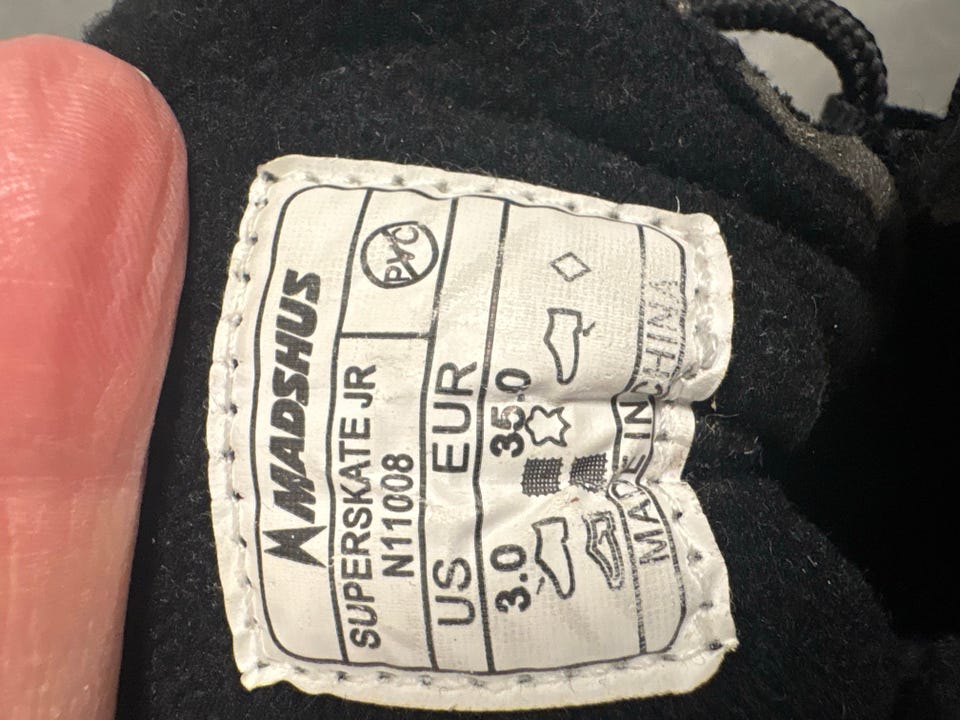 MADSHUS
SUPERSKATE JR
N11008
PVC
US EUR
3.0 35.0
MADE IN CHINA